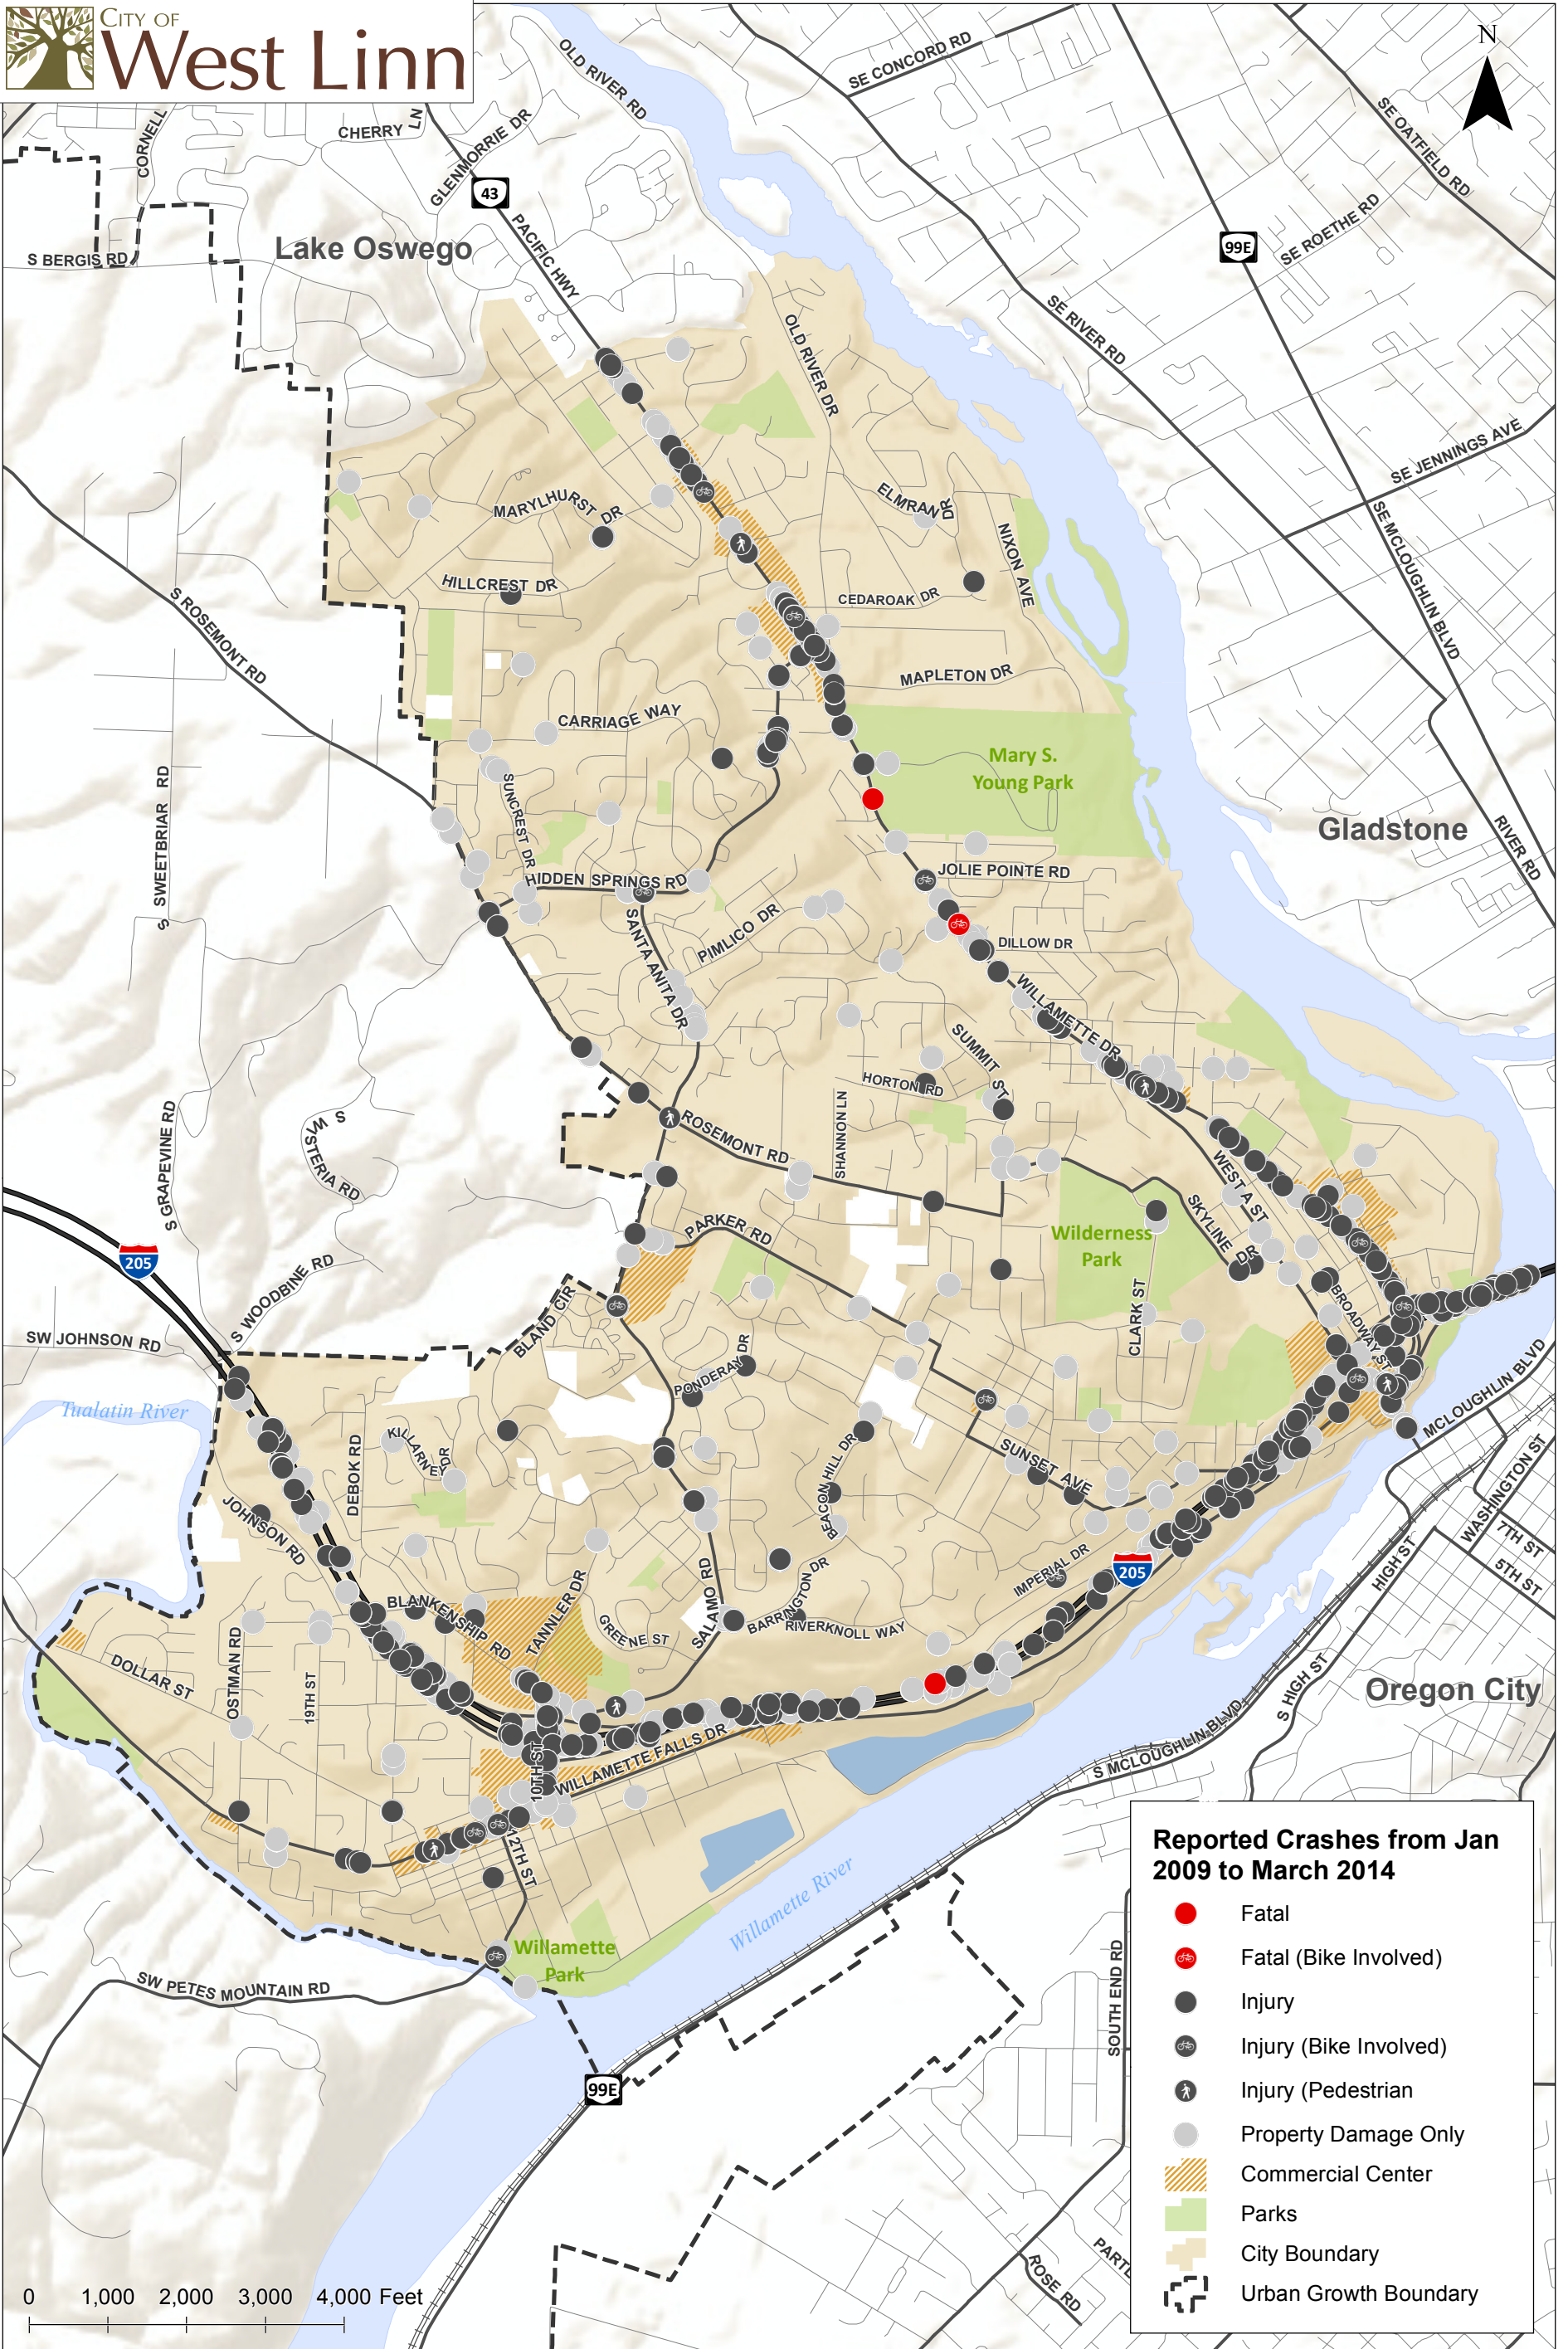 CITY OF
West Linn
N
OLD RIVER RD
SE CONCORD RD
SE OATFIELD RD
CORNELL
CHERRY LN
GLENMORRIE DR
43
PACIFIC HWY
99E
SE ROETHE RD
Lake Oswego
S BERGIS RD
SE RIVER RD
OLD RIVER DR
SE JENNINGS AVE
MARYLHURST DR
ELMRAN DR
NIXON AVE
SE MCLOUGHLIN BLVD
HILLCREST DR
CEDAROAK DR
S ROSEMONT RD
MAPLETON DR
CARRIAGE WAY
Mary S.
Young Park
S SWEETBRIAR RD
SUNCREST DR
Gladstone
RIVER RD
HIDDEN SPRINGS RD
JOLIE POINTE RD
SANTA ANITA DR
PIMLICO DR
DILLOW DR
WILLAMETTE DR
SUMMIT ST
HORTON RD
S GRAPEVINE RD
S WISTERIA RD
ROSEMONT RD
SHANNON LN
WEST A ST
SKYLINE DR
PARKER RD
Wilderness
Park
205
S WOODBINE RD
BLAND CIR
CLARK ST
BROADWAY ST
SW JOHNSON RD
PONDERAY DR
MCLOUGHLIN BLVD
Tualatin River
KILLARNEY DR
DEBOK RD
BEACON HILL DR
SUNSET AVE
WASHINGTON ST
7TH ST
5TH ST
HIGH ST
JOHNSON RD
IMPERIAL DR
205
BLANKENSHIP RD
TANNLER DR
GREENE ST
SALAMO RD
BARRINGTON DR
RIVERKNOLL WAY
OSTMAN RD
DOLLAR ST
19TH ST
S HIGH ST
Oregon City
10TH ST
WILLAMETTE FALLS DR
S MCLOUGHLIN BLVD
12TH ST
Willamette River
Willamette
Park
SW PETES MOUNTAIN RD
SOUTH END RD
99E
ROSE RD
PARTL
Reported Crashes from Jan
2009 to March 2014
Fatal
Fatal (Bike Involved)
Injury
Injury (Bike Involved)
Injury (Pedestrian
Property Damage Only
Commercial Center
Parks
City Boundary
Urban Growth Boundary
0 1,000 2,000 3,000 4,000 Feet